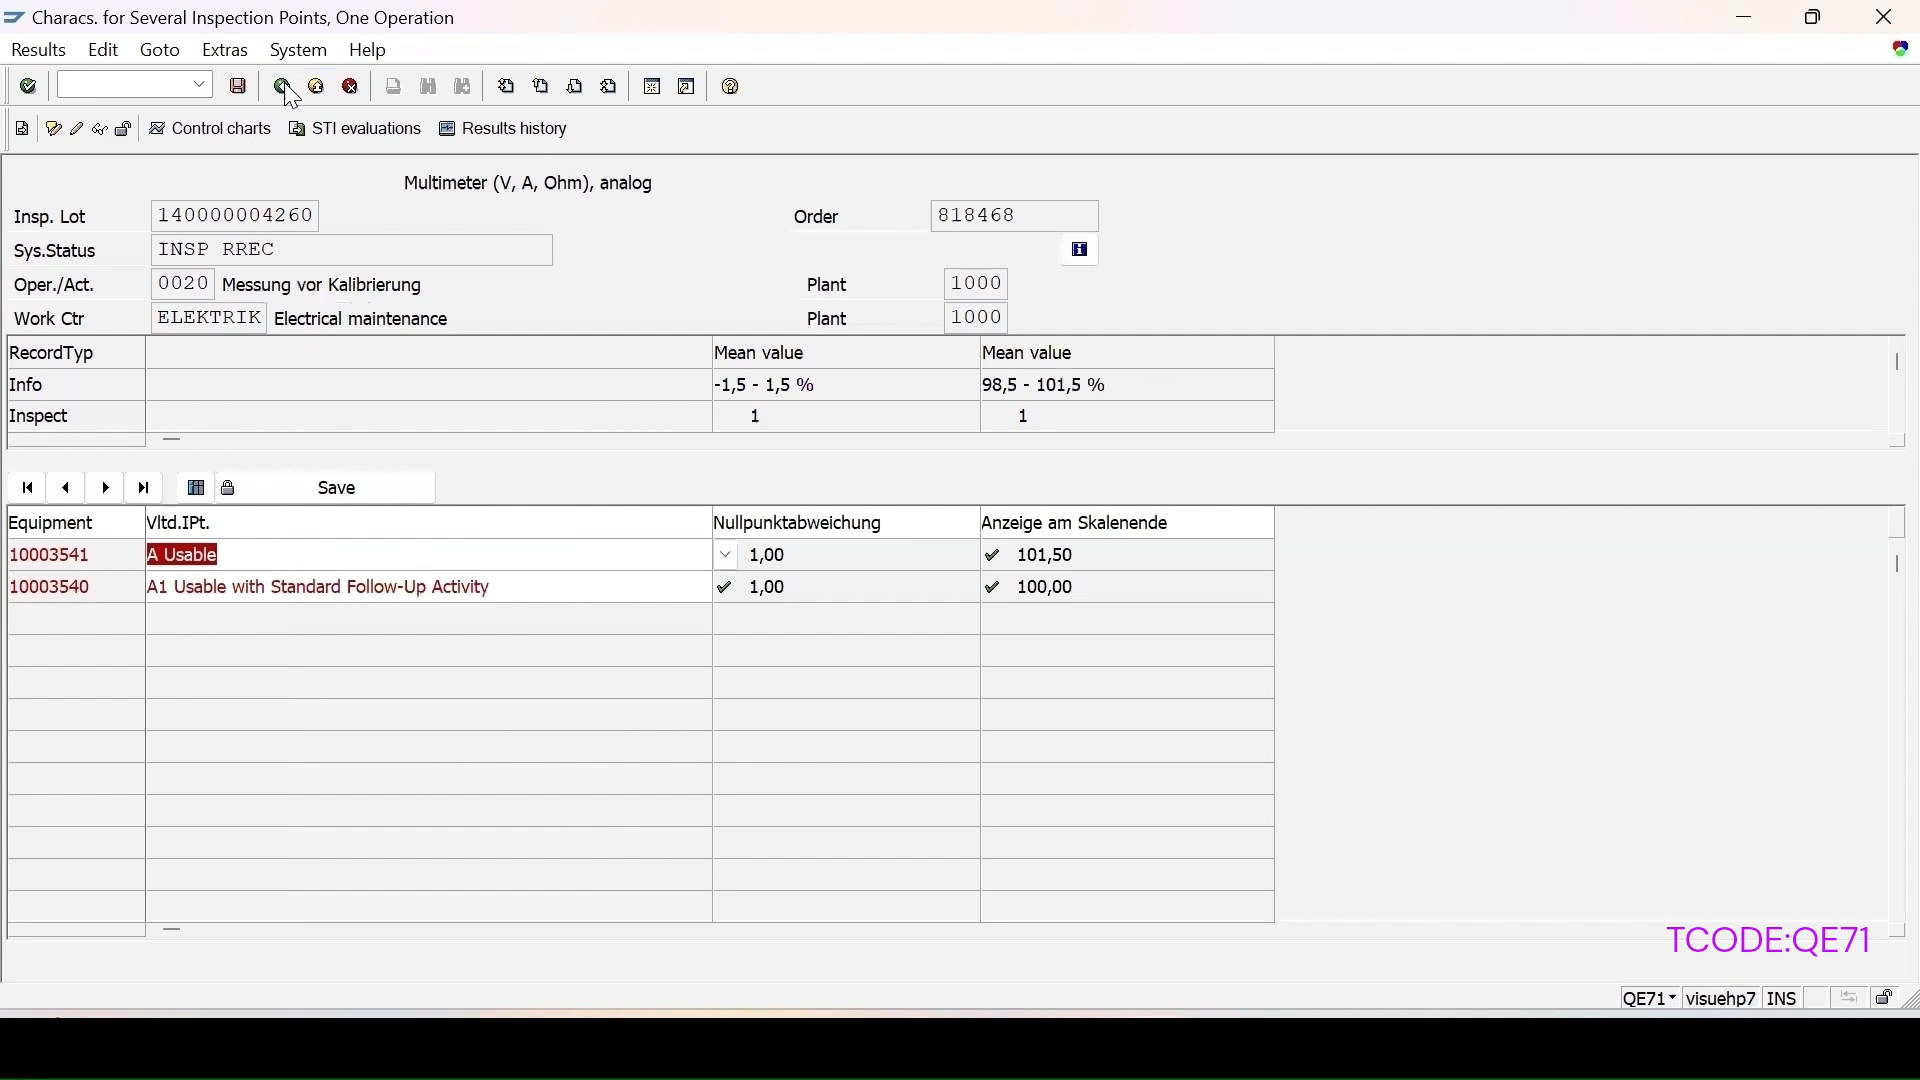 Characs. for Several Inspection Points, One Operation
Results Edit Goto Extras System Help
Control charts STI evaluations Results history
Multimeter (V, A, Ohm), analog
Insp. Lot 140000004260 Order 818468
Sys.Status INSP RREC
Oper./Act. 0020 Messung vor Kalibrierung Plant 1000
Work Ctr ELEKTRIK Electrical maintenance Plant 1000
RecordTyp Mean value Mean value
Info -1,5 - 1,5 % 98,5 - 101,5 %
Inspect 1 1
Save
Equipment Vltd.IPt. Nullpunktabweichung Anzeige am Skalenende
10003541 A Usable 1,00 101,50
10003540 A1 Usable with Standard Follow-Up Activity 1,00 100,00
TCODE:QE71
QE71 visuehp7 INS